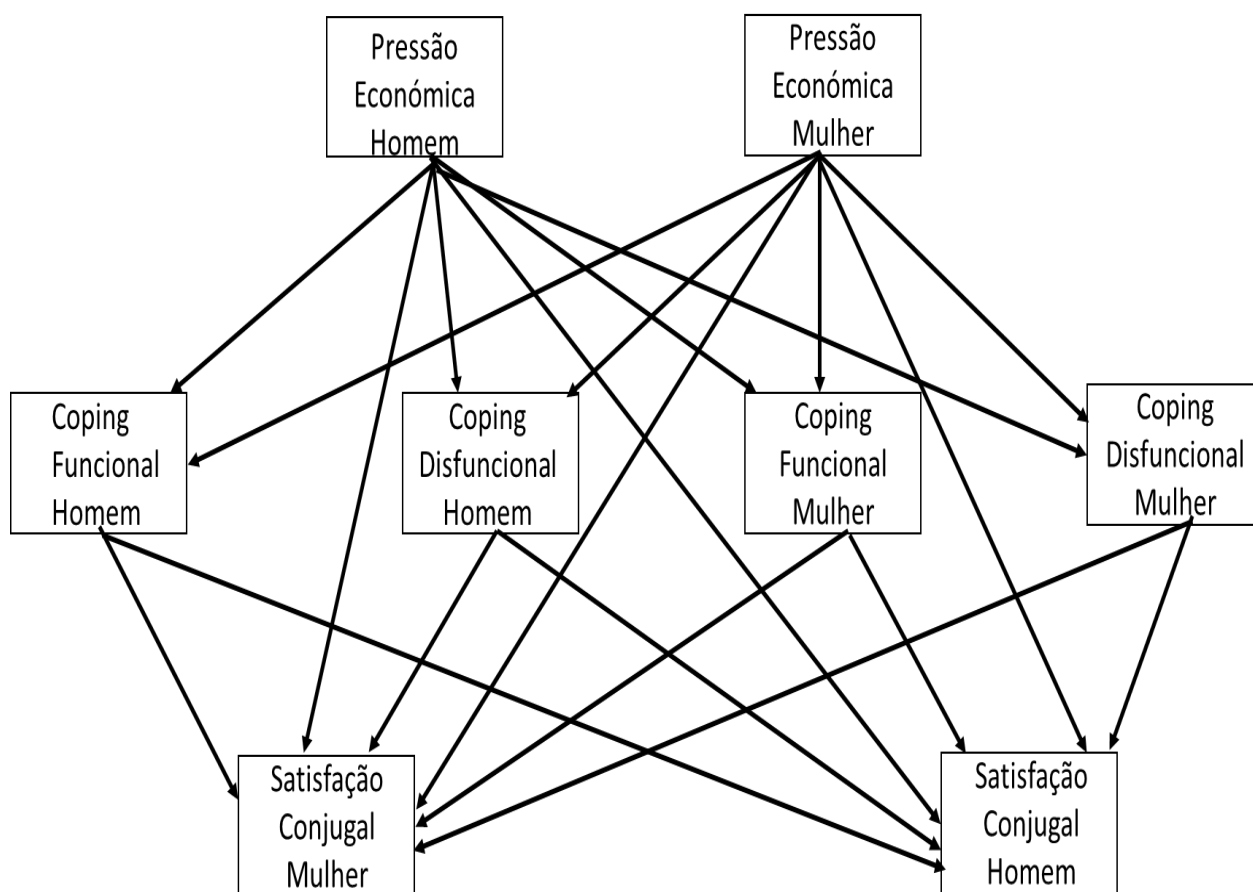 Pressão
Económica
Homem
Pressão
Económica
Mulher
Coping
Funcional
Homem
Coping
Disfuncional
Homem
Coping
Funcional
Mulher
Coping
Disfuncional
Mulher
Satisfação
Conjugal
Mulher
Satisfação
Conjugal
Homem